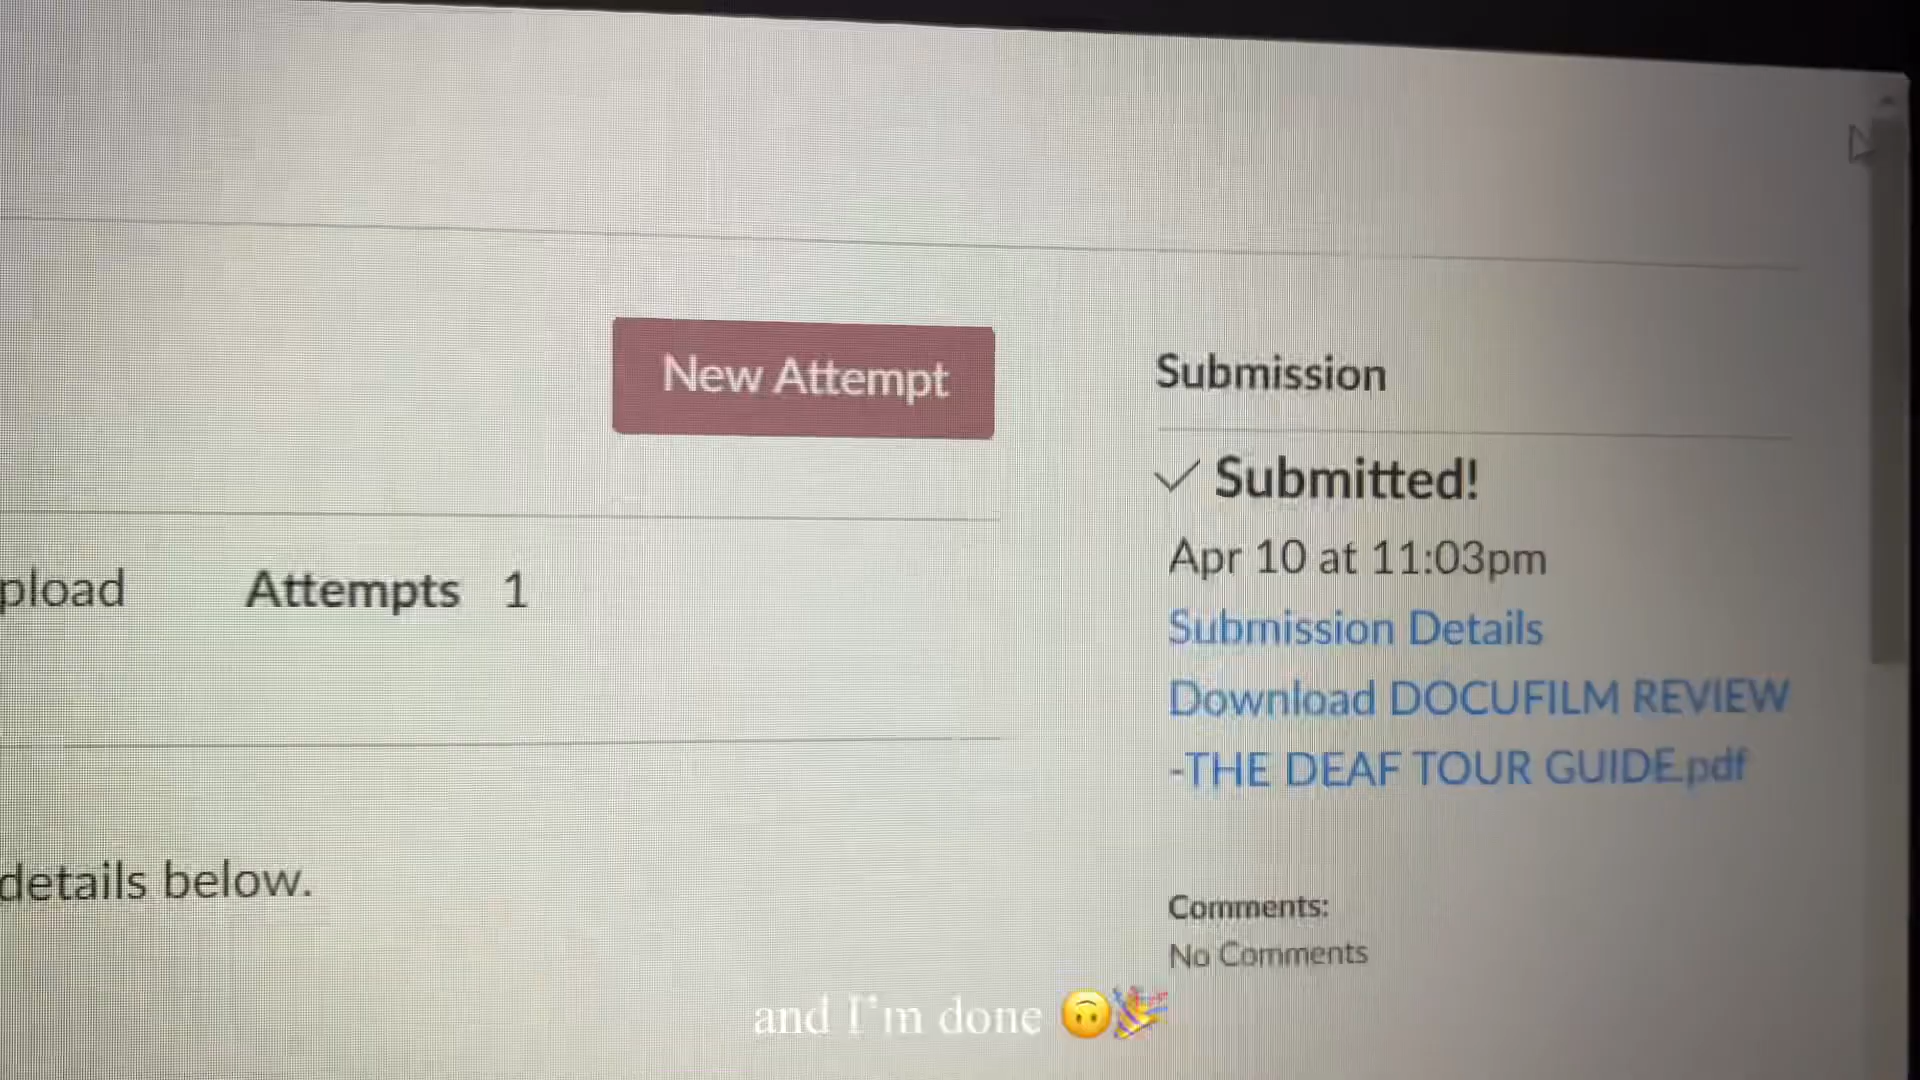 New Attempt
Submission
Submitted!
Apr 10 at 11:03pm
pload Attempts 1
Submission Details
Download DOCUFILM REVIEW
-THE DEAF TOUR GUIDE.pdf
details below.
Comments:
No Comments
and I'm done 🙃🎉